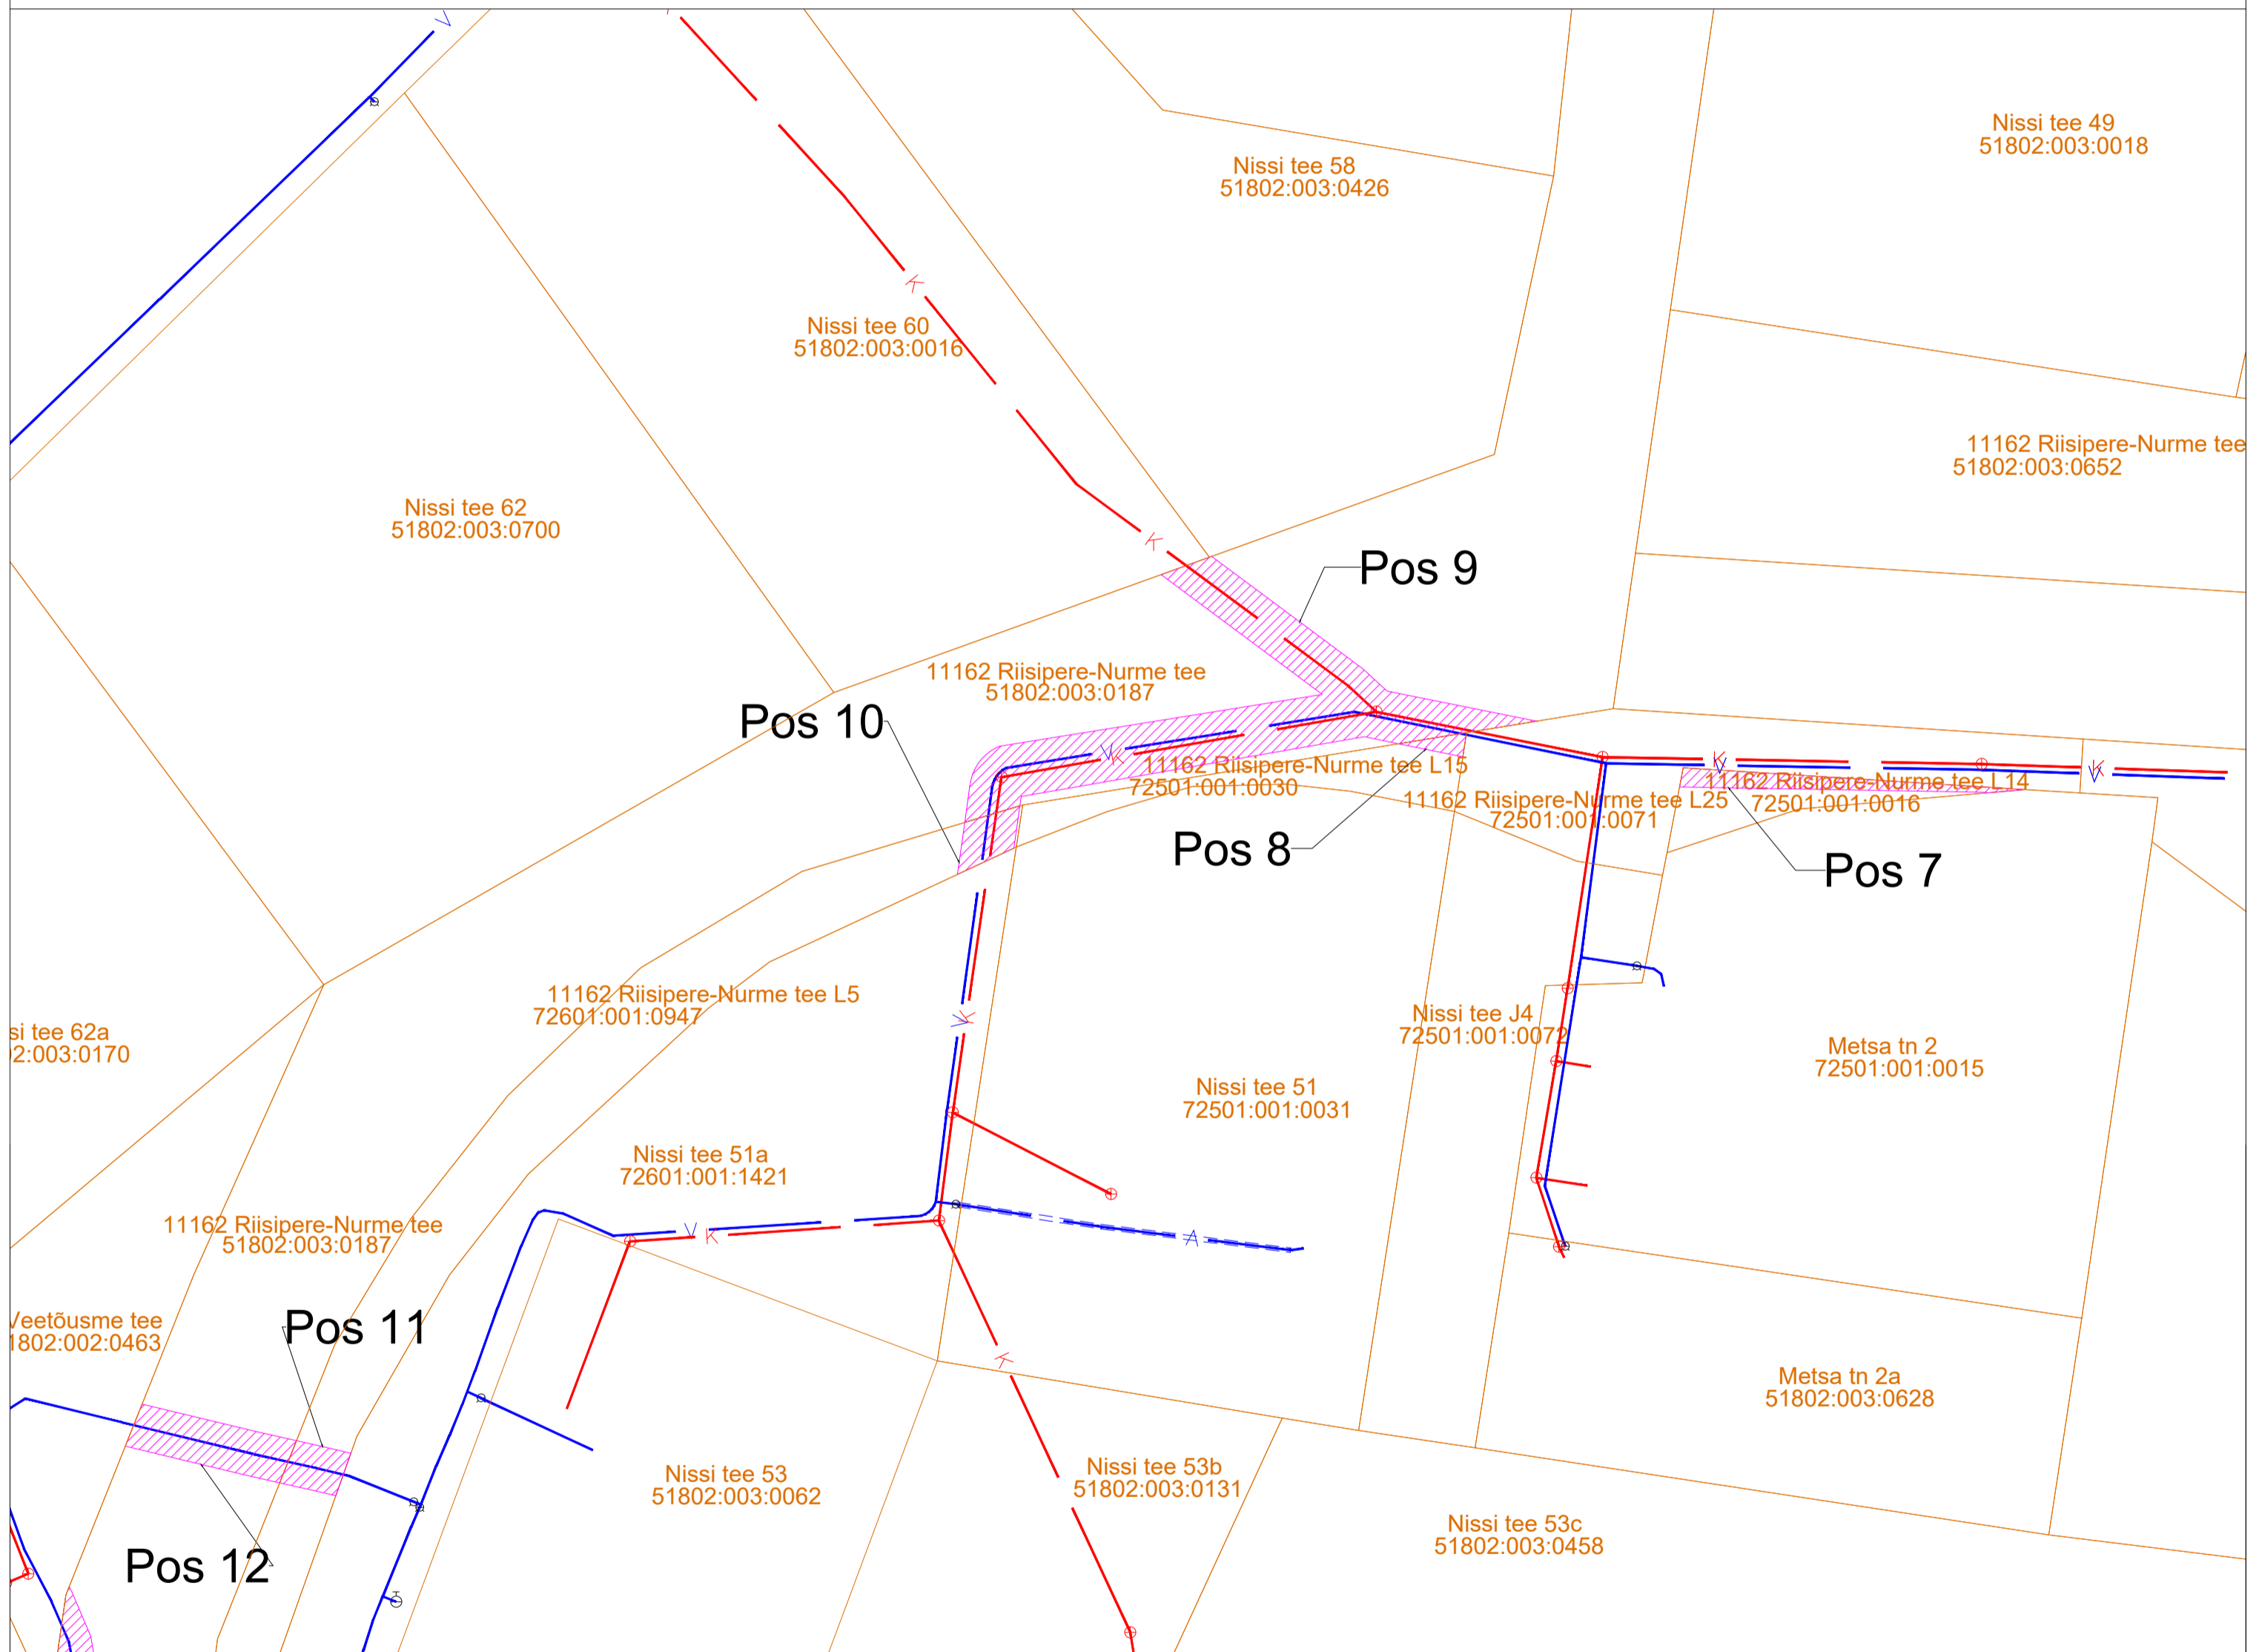 V
Nissi tee 49
51802:003:0018
Nissi tee 58
51802:003:0426
K
Nissi tee 60
51802:003:0016
11162 Riisipere-Nurme tee
51802:003:0652
Nissi tee 62
51802:003:0700
K
Pos 9
11162 Riisipere-Nurme tee
51802:003:0187
Pos 10
V
K
11162 Riisipere-Nurme tee L15
72501:001:0030
K
V
K
V
11162 Riisipere-Nurme tee L14
72501:001:0016
11162 Riisipere-Nurme tee L25
72501:001:0071
Pos 8
Pos 7
11162 Riisipere-Nurme tee L5
72601:001:0947
V
K
Nissi tee J4
72501:001:0072
si tee 62a
2:003:0170
Metsa tn 2
72501:001:0015
Nissi tee 51
72501:001:0031
Nissi tee 51a
72601:001:1421
11162 Riisipere-Nurme tee
51802:003:0187
V
K
A
Veetõusme tee
1802:002:0463
Pos 11
K
Metsa tn 2a
51802:003:0628
Nissi tee 53
51802:003:0062
Nissi tee 53b
51802:003:0131
Nissi tee 53c
51802:003:0458
Pos 12